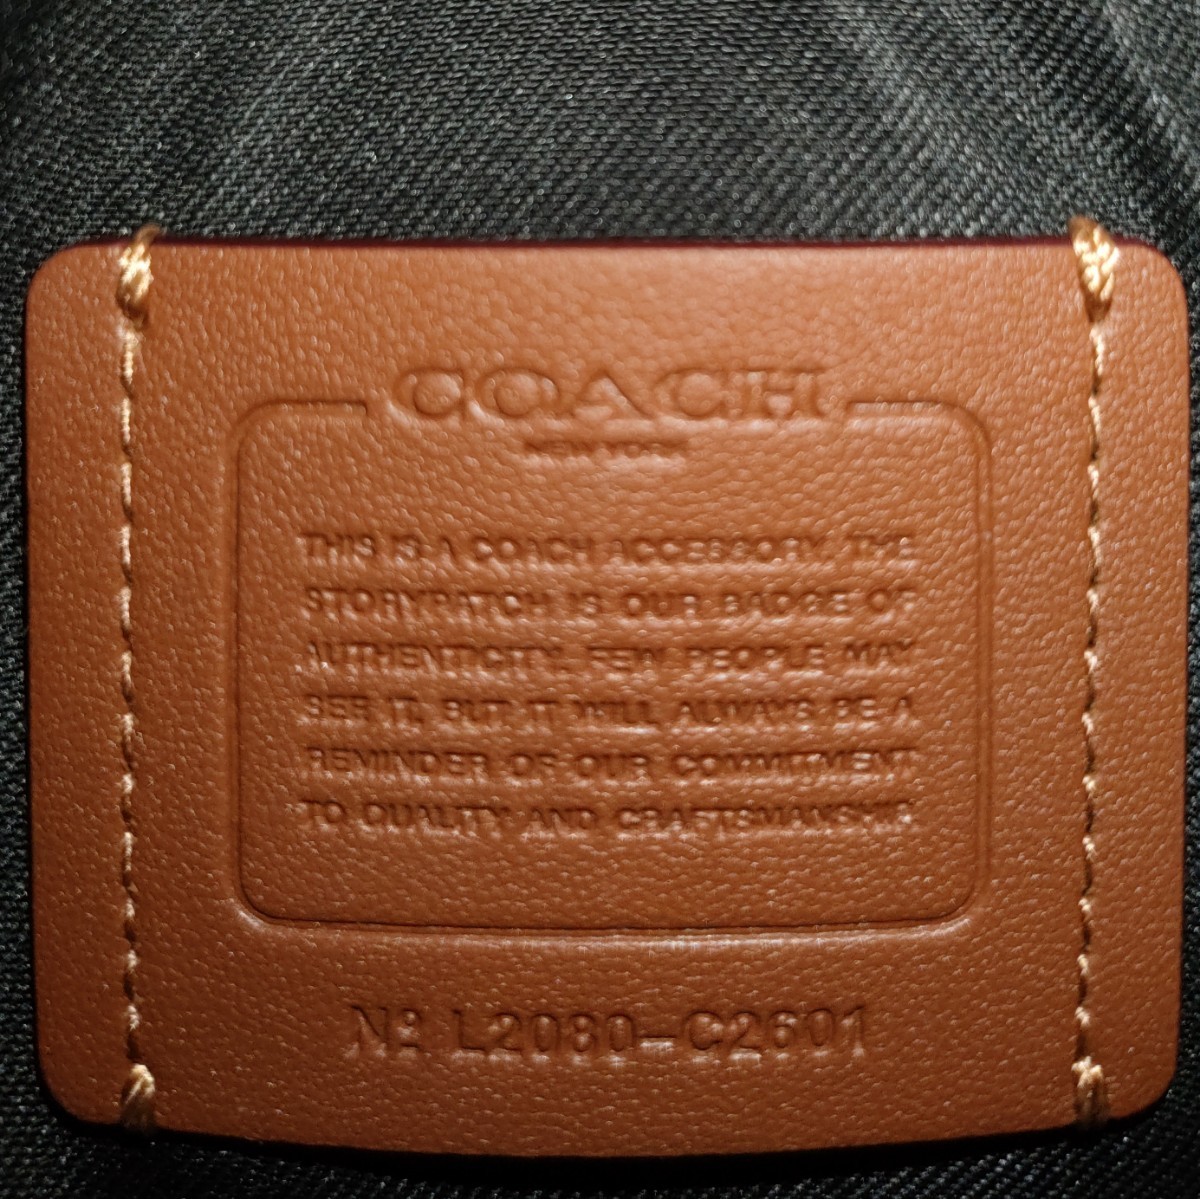 COACH
NEW YORK
THIS IS A COACH ACCESSORY. THE
STORYPATCH IS OUR BADGE OF
AUTHENTICITY. FEW PEOPLE MAY
SEE IT, BUT IT WILL ALWAYS BE A
REMINDER OF OUR COMMITMENT
TO QUALITY AND CRAFTSMANSHIP.
Nº L2080-C2601